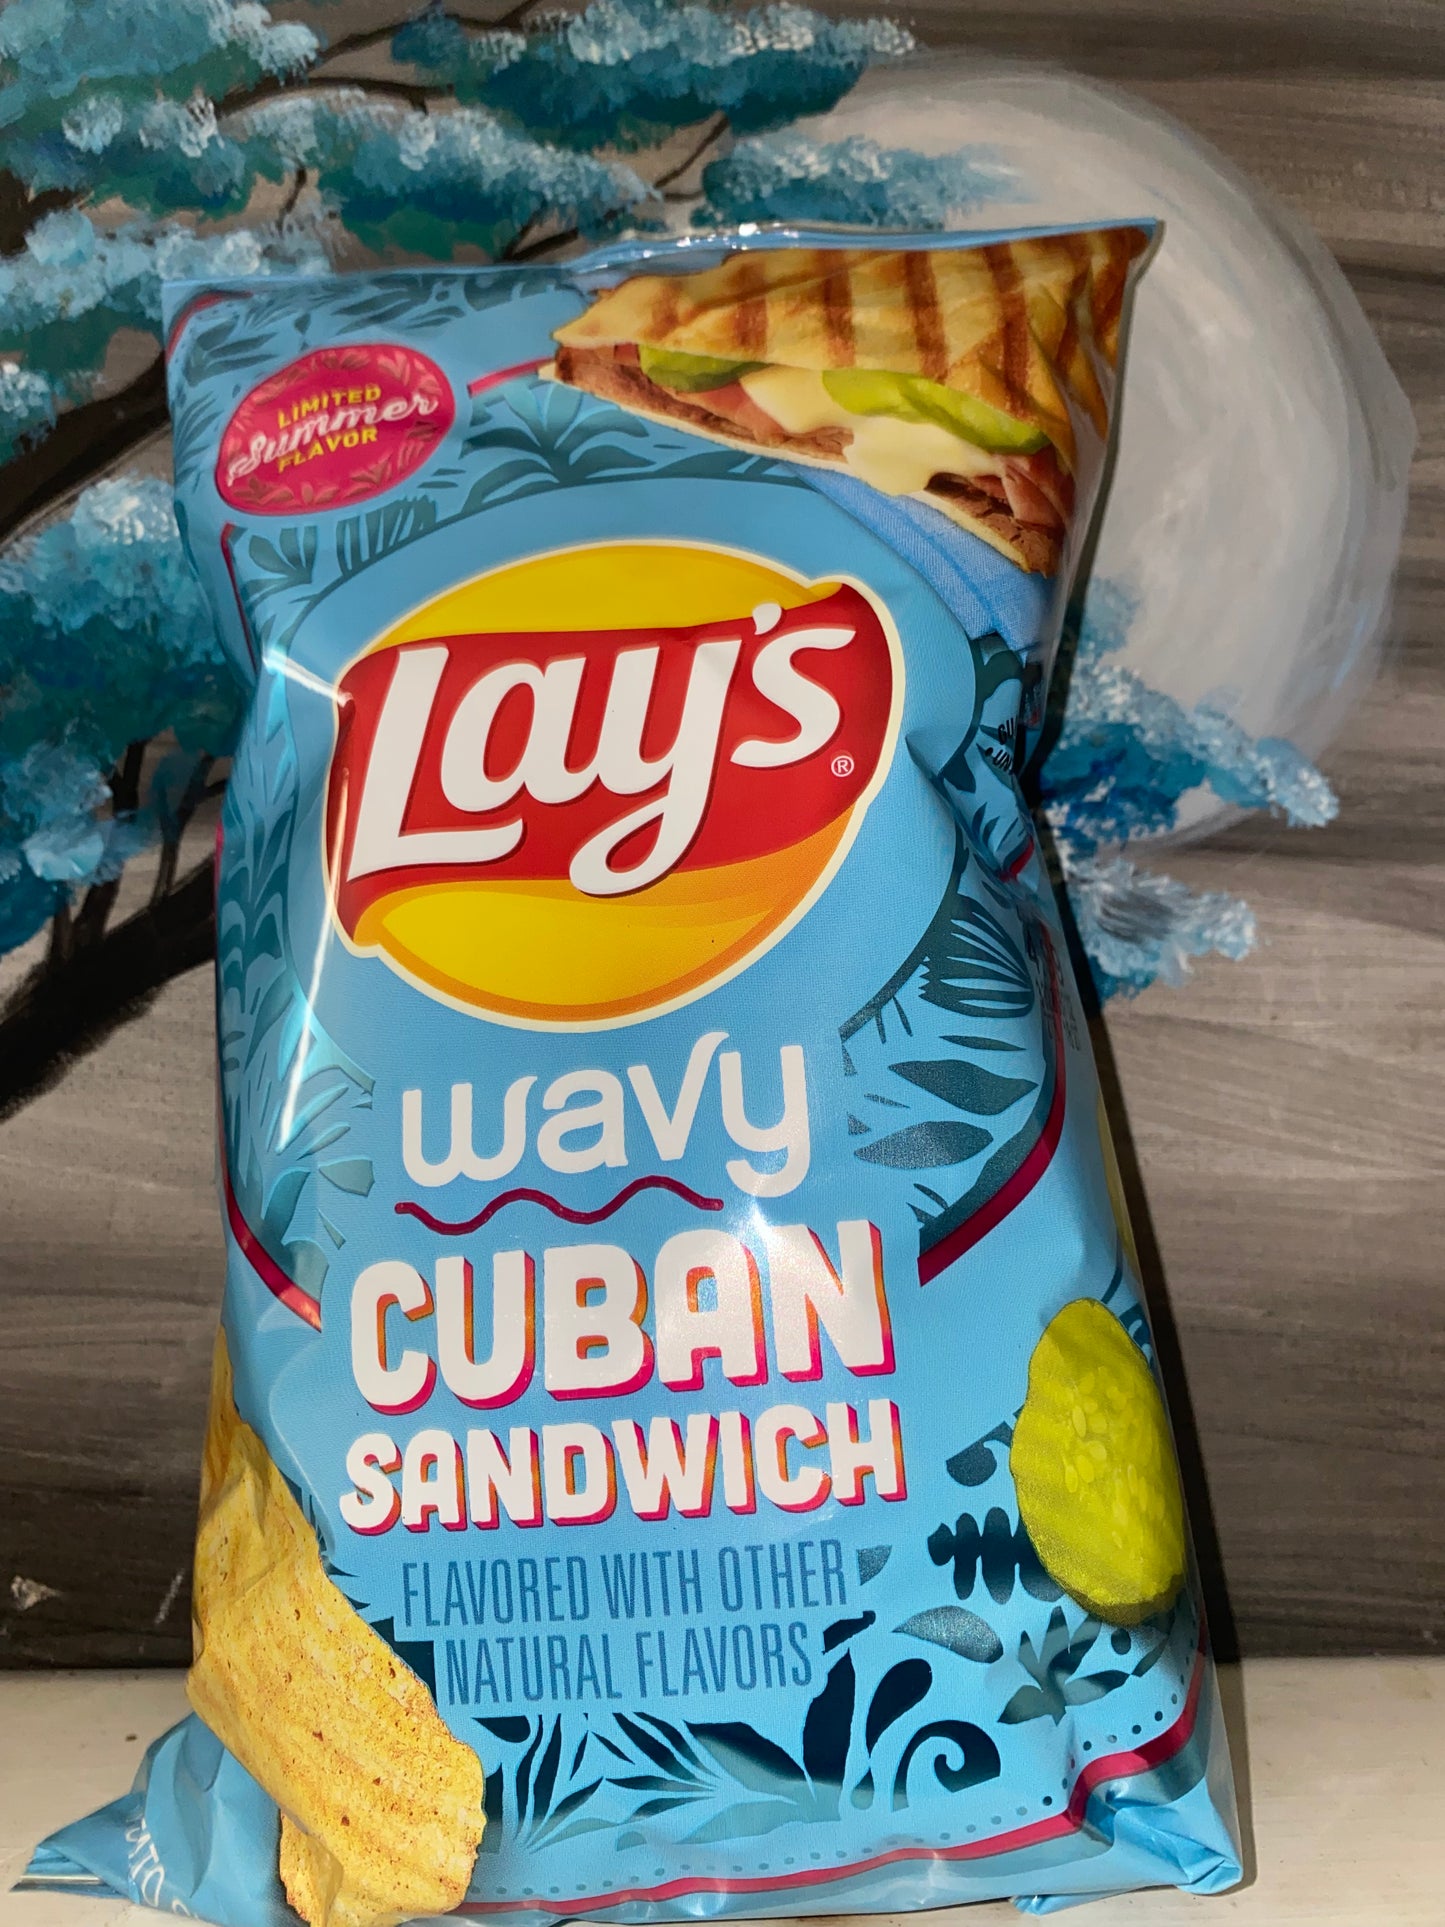 LIMITED
Summer
FLAVOR
Lay's®
wavy
CUBAN
SANDWICH
FLAVORED WITH OTHER
NATURAL FLAVORS